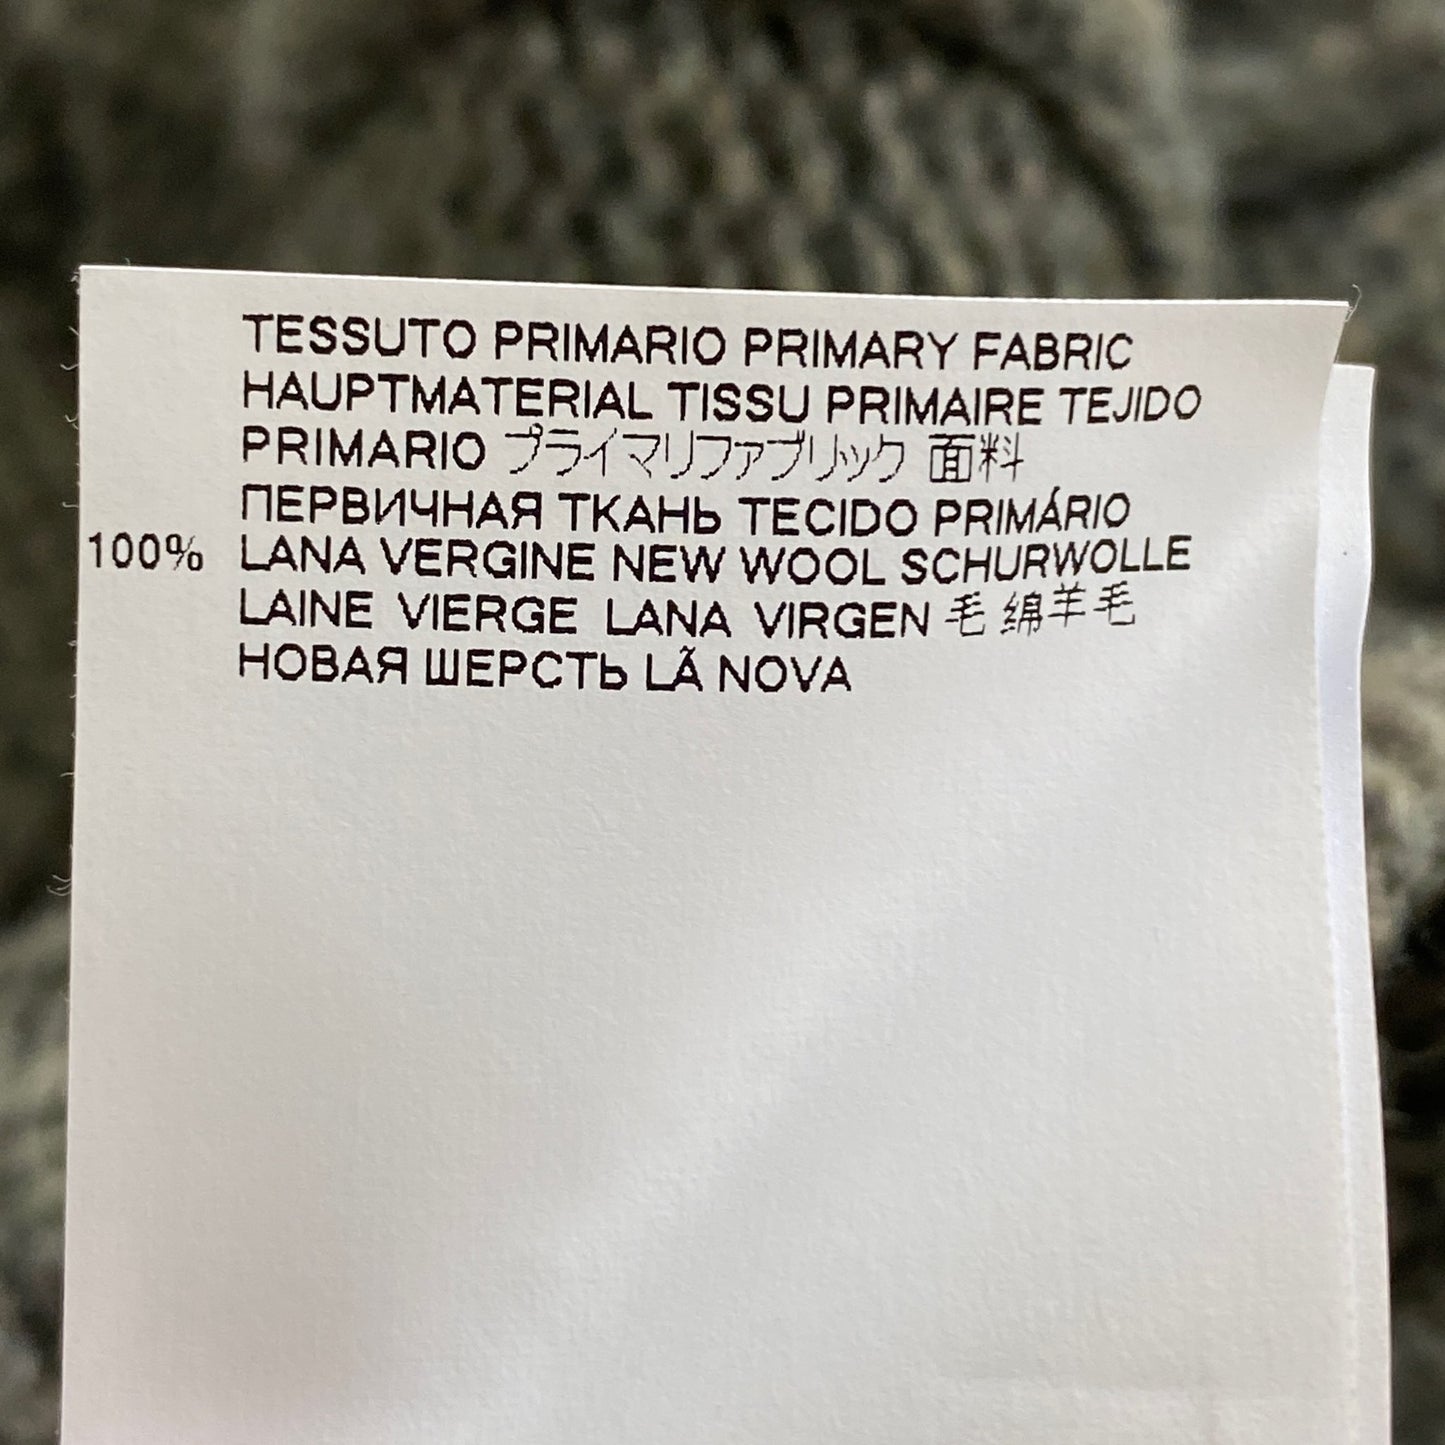 TESSUTO PRIMARIO PRIMARY FABRIC
HAUPTMATERIAL TISSU PRIMAIRE TEJIDO
PRIMARIO プライマリファブリック 面料
ПЕРВИЧНАЯ ТКАНЬ TECIDO PRIMÁRIO
100% LANA VERGINE NEW WOOL SCHURWOLLE
LAINE VIERGE LANA VIRGEN 毛 绵羊毛
НОВАЯ ШЕРСТЬ LÃ NOVA